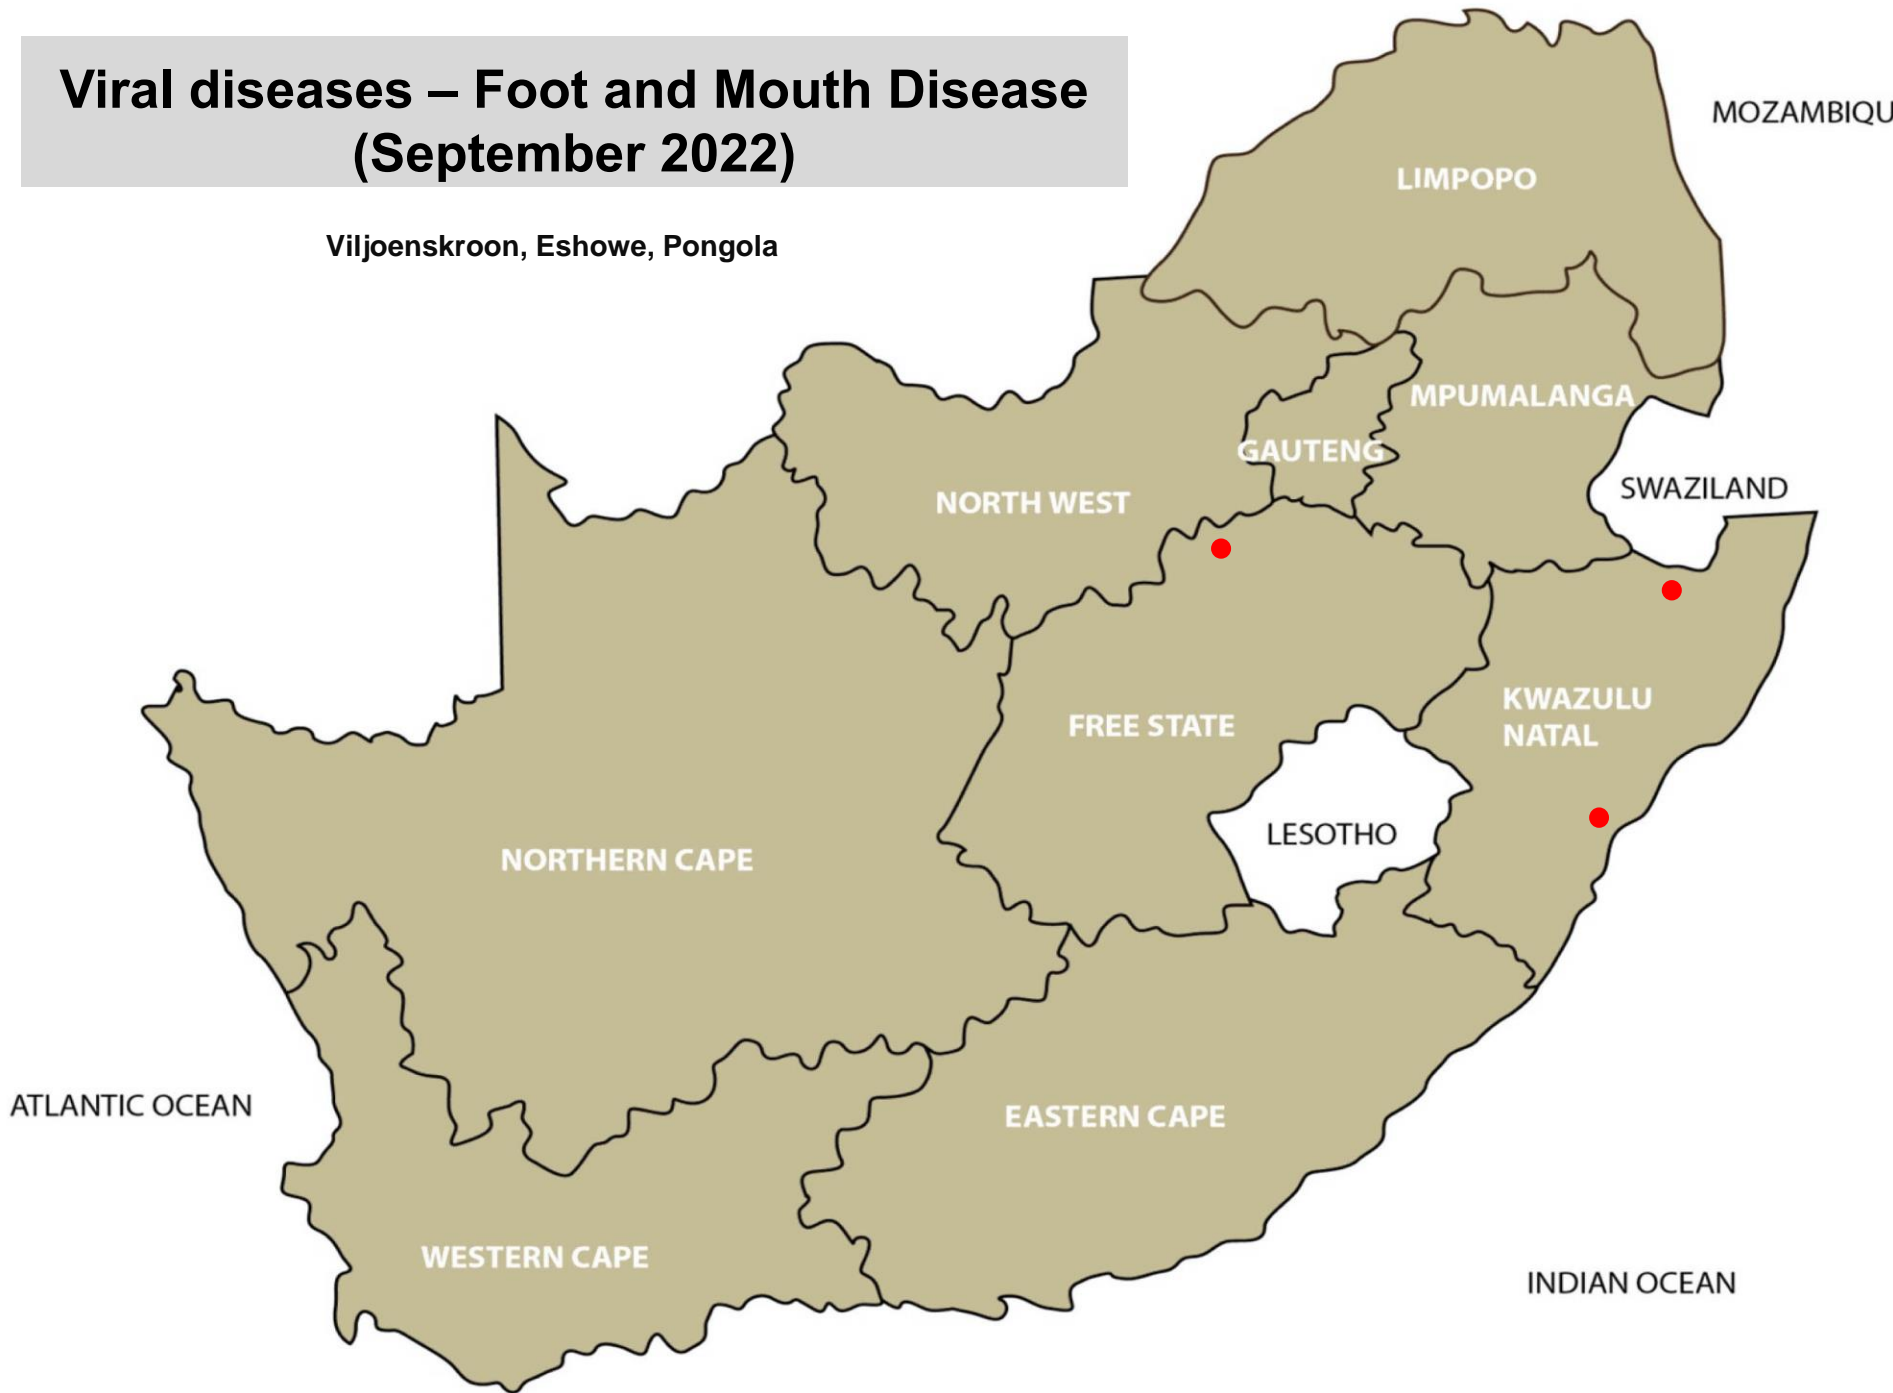 Viral diseases – Foot and Mouth Disease
(September 2022)
Viljoenskroon, Eshowe, Pongola
MOZAMBIQU
LIMPOPO
MPUMALANGA
GAUTENG
SWAZILAND
NORTH WEST
KWAZULU
NATAL
FREE STATE
LESOTHO
NORTHERN CAPE
ATLANTIC OCEAN
EASTERN CAPE
WESTERN CAPE
INDIAN OCEAN